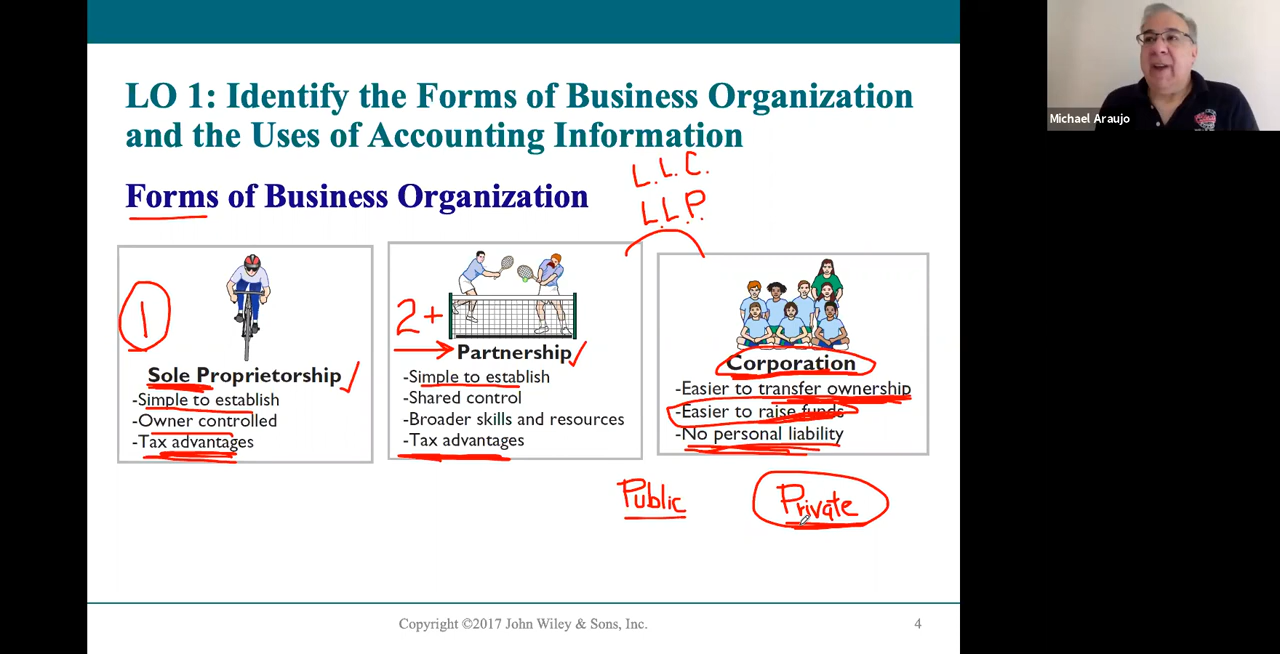 LO 1: Identify the Forms of Business Organization
and the Uses of Accounting Information
Forms of Business Organization
L.L.C.
L.L.P.
1
Sole Proprietorship
-Simple to establish
-Owner controlled
-Tax advantages
2+
Partnership
-Simple to establish
-Shared control
-Broader skills and resources
-Tax advantages
Corporation
-Easier to transfer ownership
-Easier to raise funds
-No personal liability
Public
Private
Copyright ©2017 John Wiley & Sons, Inc.
4
Michael Araujo